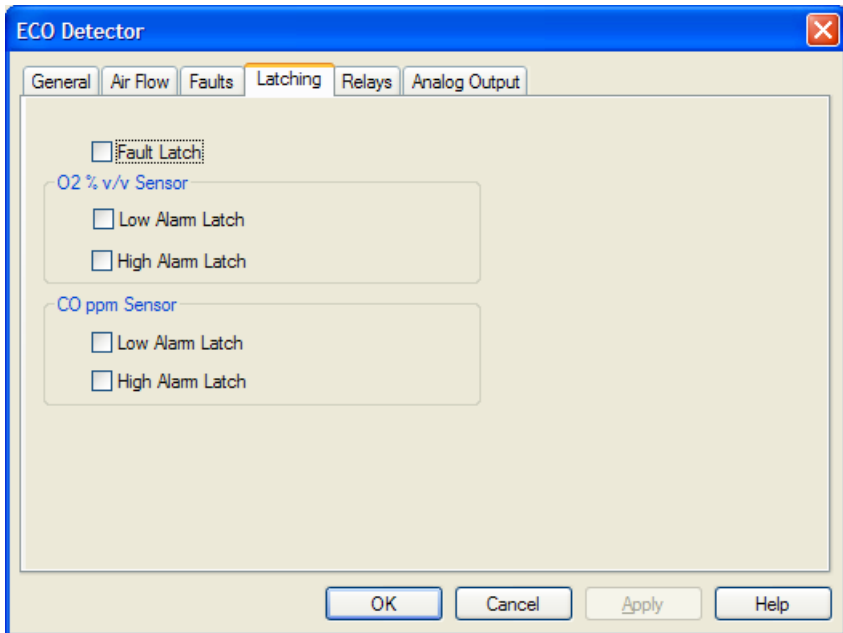 ECO Detector
General Air Flow Faults Latching Relays Analog Output
Fault Latch
O2 % v/v Sensor
Low Alarm Latch
High Alarm Latch
CO ppm Sensor
Low Alarm Latch
High Alarm Latch
OK Cancel Apply Help